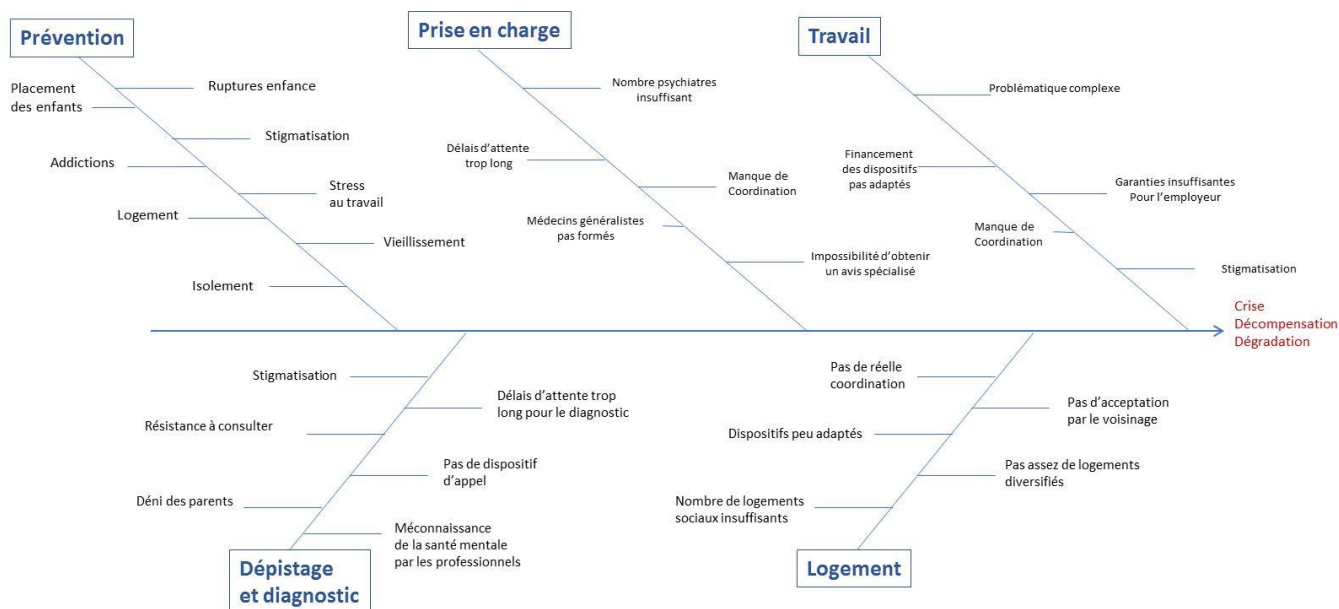 Prévention
Placement
des enfants
Ruptures enfance
Stigmatisation
Addictions
Stress
au travail
Logement
Vieillissement
Isolement
Prise en charge
Nombre psychiatres
insuffisant
Délais d'attente
trop long
Manque de
Coordination
Médecins généralistes
pas formés
Impossibilité d'obtenir
un avis spécialisé
Travail
Problématique complexe
Financement
des dispositifs
pas adaptés
Garanties insuffisantes
Pour l'employeur
Manque de
Coordination
Stigmatisation
Crise
Décompensation
Dégradation
Stigmatisation
Délais d'attente trop
long pour le diagnostic
Résistance à consulter
Pas de dispositif
d'appel
Déni des parents
Méconnaissance
de la santé mentale
par les professionnels
Dépistage
et diagnostic
Pas de réelle
coordination
Pas d'acceptation
par le voisinage
Dispositifs peu adaptés
Pas assez de logements
diversifiés
Nombre de logements
sociaux insuffisants
Logement